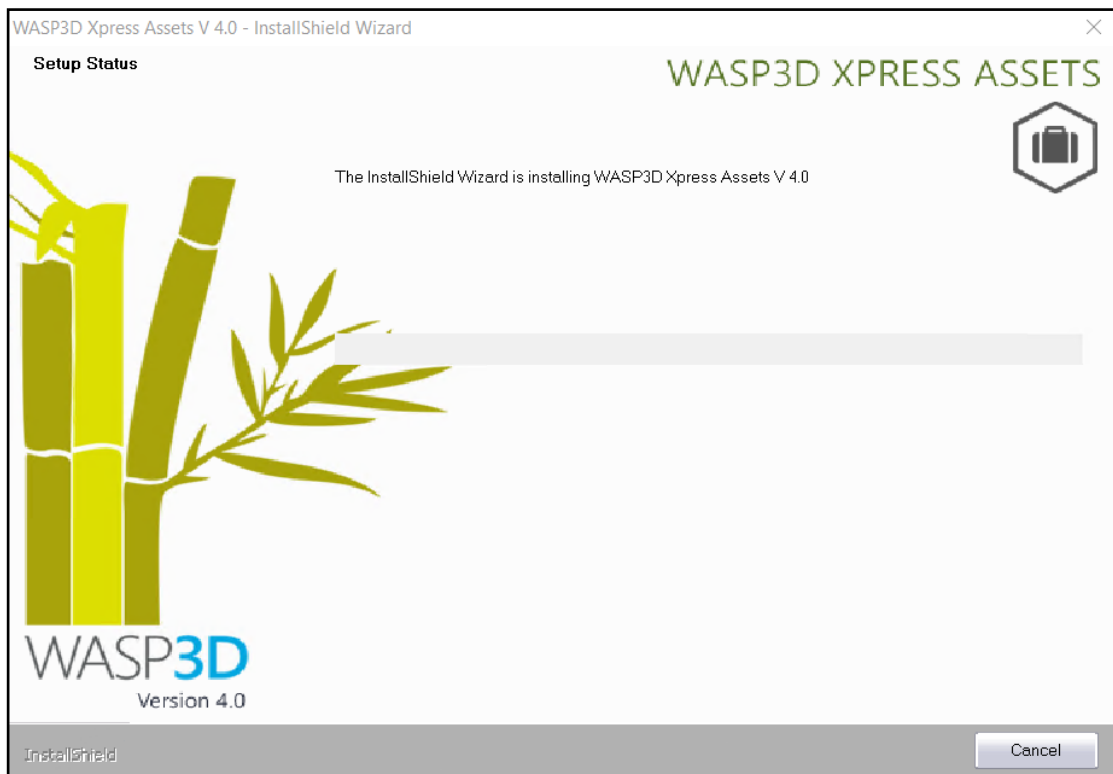 WASP3D Xpress Assets V 4.0 - InstallShield Wizard
Setup Status
WASP3D XPRESS ASSETS
The InstallShield Wizard is installing WASP3D Xpress Assets V 4.0
WASP3D
Version 4.0
InstallShield
Cancel